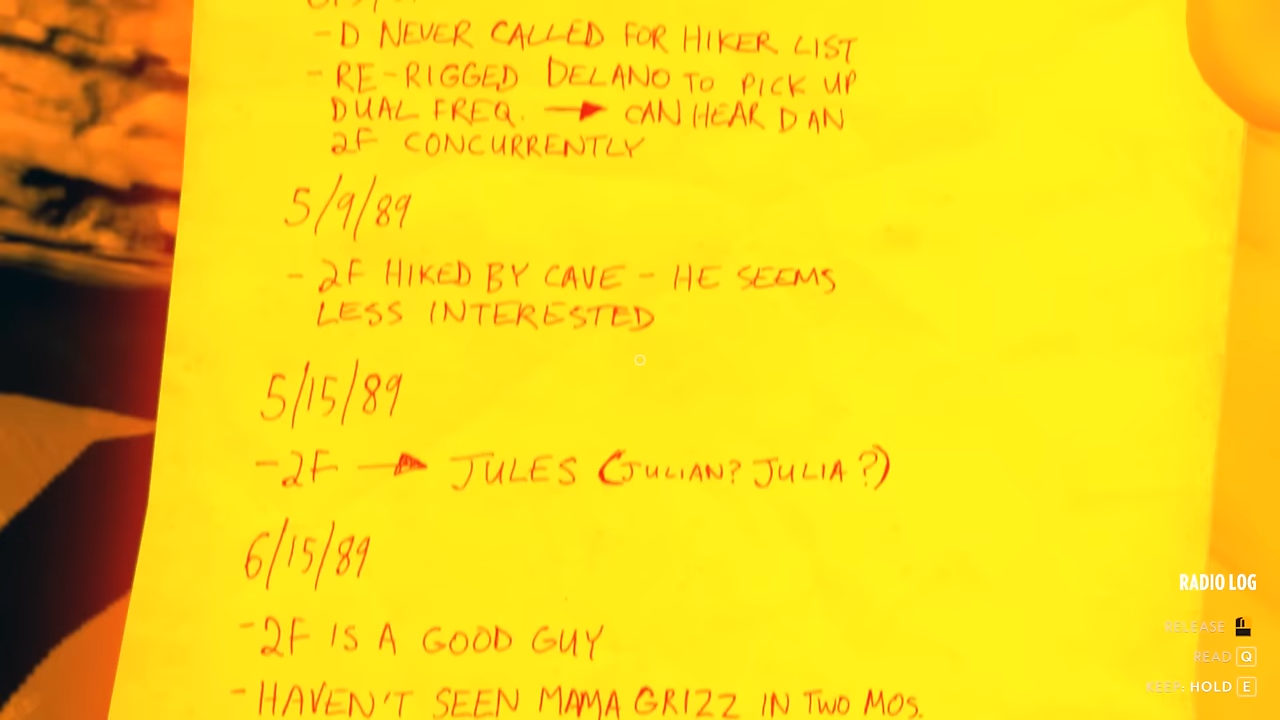 - D NEVER CALLED FOR HIKER LIST
- RE-RIGGED DELANO TO PICK UP
DUAL FREQ. → CAN HEAR D AN
2F CONCURRENTLY
5/9/89
- 2F HIKED BY CAVE - HE SEEMS
LESS INTERESTED
5/15/89
- 2F → JULES (JULIAN? JULIA?)
6/15/89
- 2F IS A GOOD GUY
- HAVEN'T SEEN MAMA GRIZZ IN TWO MOS.
RADIO LOG
RELEASE
READ Q
KEEP: HOLD E